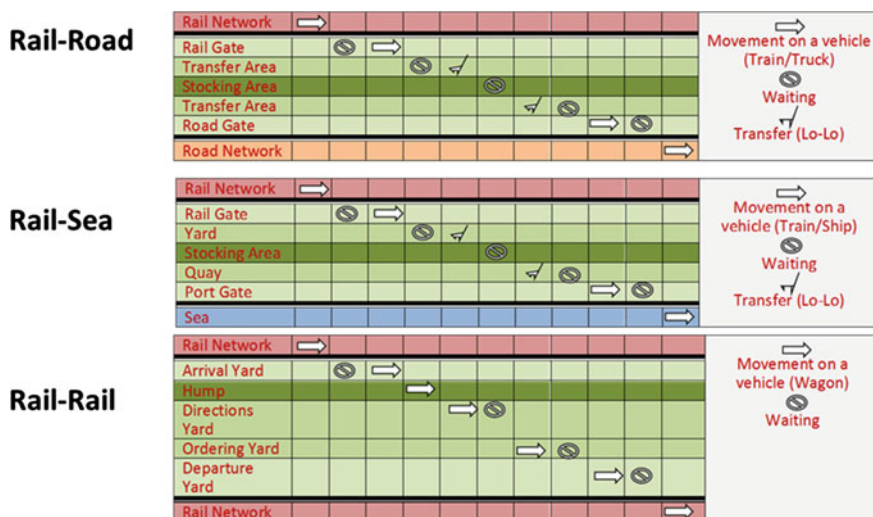 Rail-Road
Rail Network
Rail Gate
Transfer Area
Stocking Area
Transfer Area
Road Gate
Road Network
Movement on a vehicle
(Train/Truck)
Waiting
Transfer (Lo-Lo)
Rail-Sea
Rail Network
Rail Gate
Yard
Stocking Area
Quay
Port Gate
Sea
Movement on a
vehicle (Train/Ship)
Waiting
Transfer (Lo-Lo)
Rail-Rail
Rail Network
Arrival Yard
Hump
Directions
Yard
Ordering Yard
Departure
Yard
Rail Network
Movement on a
vehicle (Wagon)
Waiting